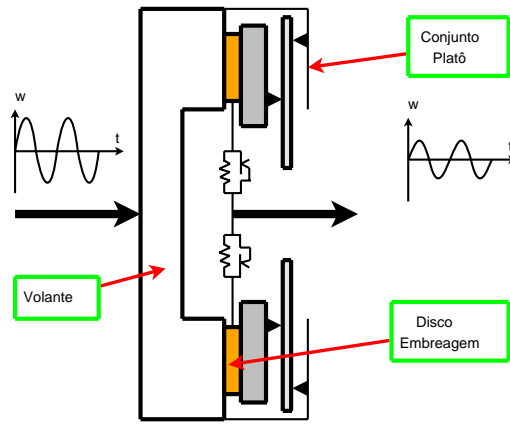 Conjunto
Platô
w
t
w
t
Volante
Disco
Embreagem